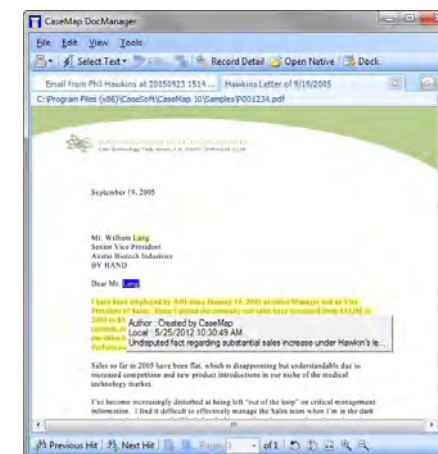 CaseMap DocManager
File Edit View Tools
Select Text Record Detail Open Native Dock
Email from Phil Hawkins at 20050923 1514... Hawkins Letter of 9/19/2005
C:\Program Files (x86)\CaseSoft\CaseMap 10\Samples\P001234.pdf
September 19, 2005
Mr. William Lang
Senior Vice President
Anstar Biotech Industries
BY HAND
Dear Mr. Lang
I have been employed by
Author : Created by CaseMap
Local : 5/25/2012 10:30:49 AM
Undisputed fact regarding substantial sales increase under Hawkin's le...
Sales so far in 2005 have been flat, which is disappointing but understandable due to
increased competition and new product introductions in our niche of the medical
technology market.
I've become increasingly disturbed at being left "out of the loop" on critical management
information. I find it difficult to effectively manage the Sales team when I'm in the dark
Previous Hit Next Hit Pages 1 of 1